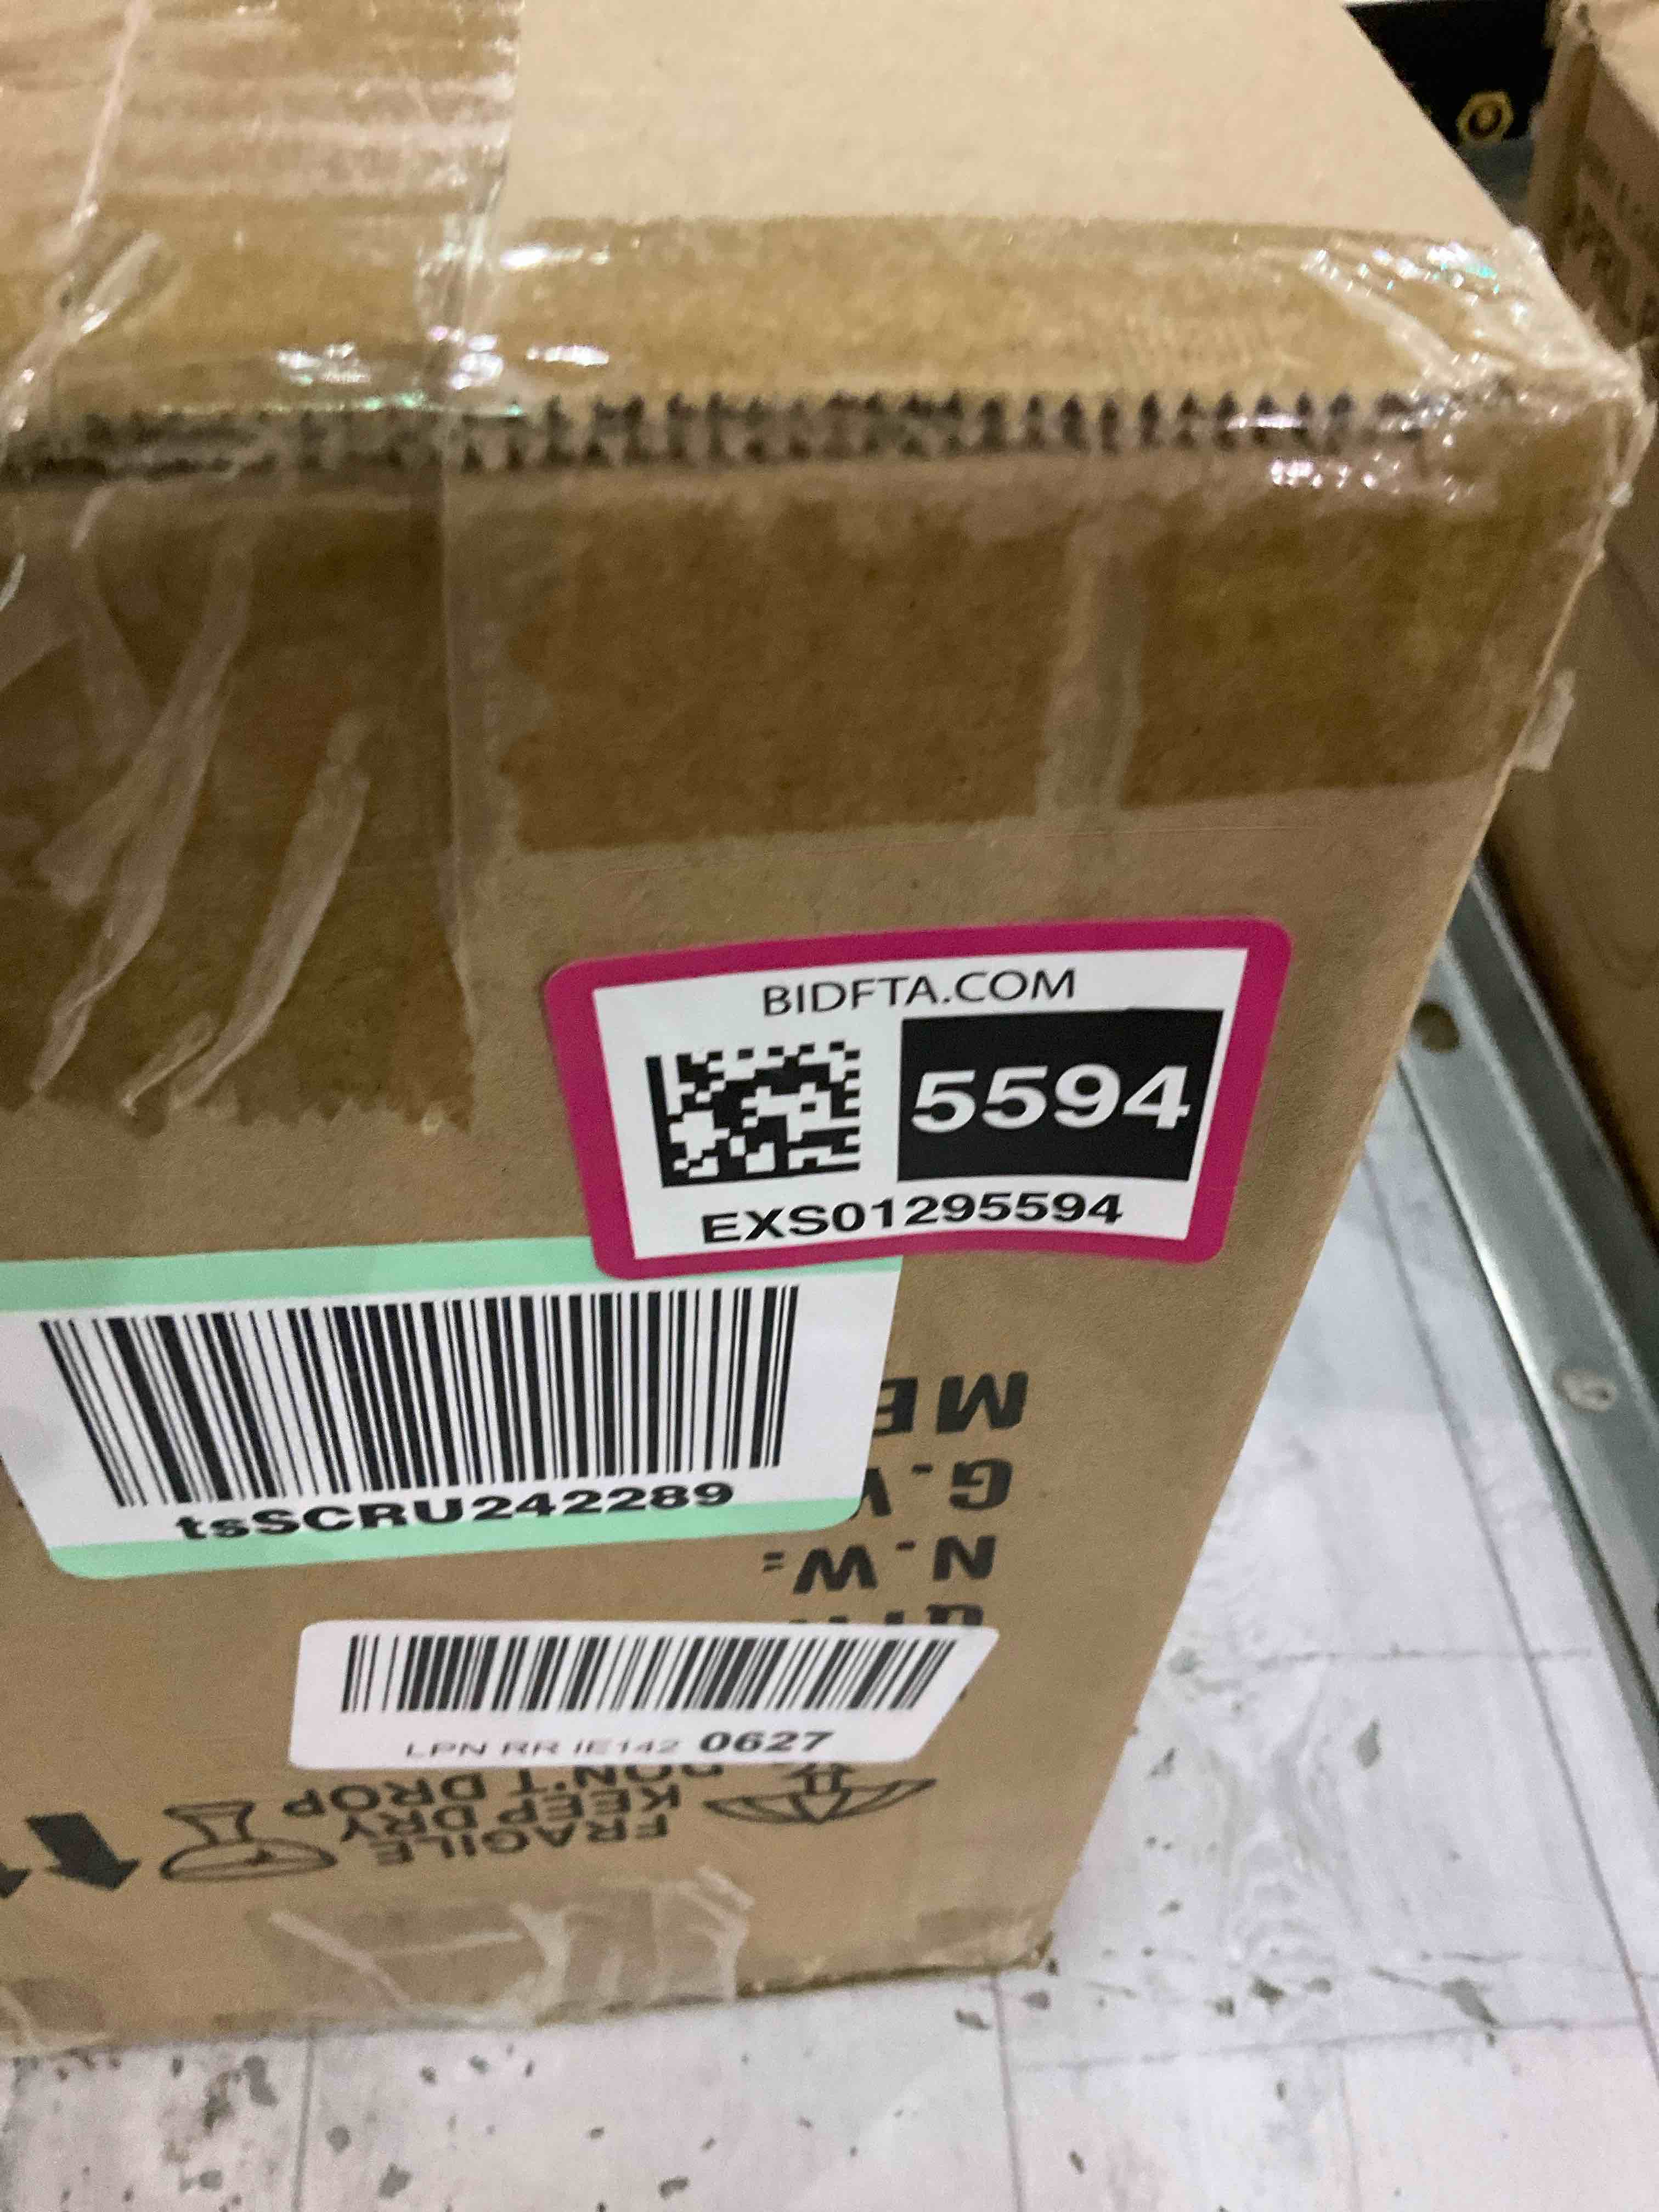 BIDFTA.COM
5594
EXS01295594
tsSCRU242289
ME
G.W
N.W=
LPN RR IE142 0627
DON'T DROP
KEEP DRY
FRAGILE